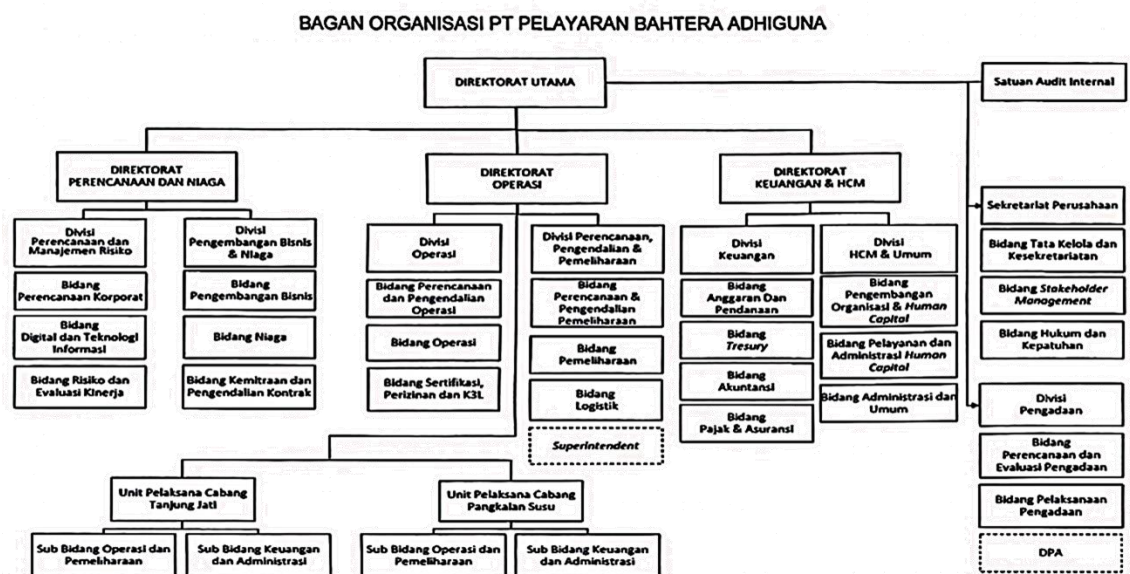 BAGAN ORGANISASI PT PELAYARAN BAHTERA ADHIGUNA
DIREKTORAT UTAMA
Satuan Audit Internal
DIREKTORAT
PERENCANAAN DAN NIAGA
DIREKTORAT
OPERASI
DIREKTORAT
KEUANGAN & HCM
Divisi
Perencanaan dan
Manajemen Risiko
Bidang
Perencanaan Korporat
Bidang
Digital dan Teknologi
Informasi
Bidang Risiko dan
Evaluasi Kinerja
Divisi
Pengembangan Bisnis
& Niaga
Bidang
Pengembangan Bisnis
Bidang Niaga
Bidang Kemitraan dan
Pengendalian Kontrak
Divisi
Operasi
Bidang Perencanaan
dan Pengendalian
Operasi
Bidang Operasi
Bidang Sertifikasi,
Perizinan dan K3L
Divisi Perencanaan,
Pengendalian &
Pemeliharaan
Bidang
Perencanaan &
Pengendalian
Pemeliharaan
Bidang
Pemeliharaan
Bidang
Logistik
Superintendent
Divisi
Keuangan
Bidang
Anggaran Dan
Pendanaan
Bidang
Tresury
Bidang
Akuntansi
Bidang
Pajak & Asuransi
Divisi
HCM & Umum
Bidang
Pengembangan
Organisasi & Human
Capital
Bidang Pelayanan dan
Administrasi Human
Capital
Bidang Administrasi dan
Umum
Sekretariat Perusahaan
Bidang Tata Kelola dan
Kesekretariatan
Bidang Stakeholder
Management
Bidang Hukum dan
Kepatuhan
Divisi
Pengadaan
Bidang
Perencanaan dan
Evaluasi Pengadaan
Bidang Pelaksanaan
Pengadaan
DPA
Unit Pelaksana Cabang
Tanjung Jati
Sub Bidang Operasi dan
Pemeliharaan
Sub Bidang Keuangan
dan Administrasi
Unit Pelaksana Cabang
Pangkalan Susu
Sub Bidang Operasi dan
Pemeliharaan
Sub Bidang Keuangan
dan Administrasi